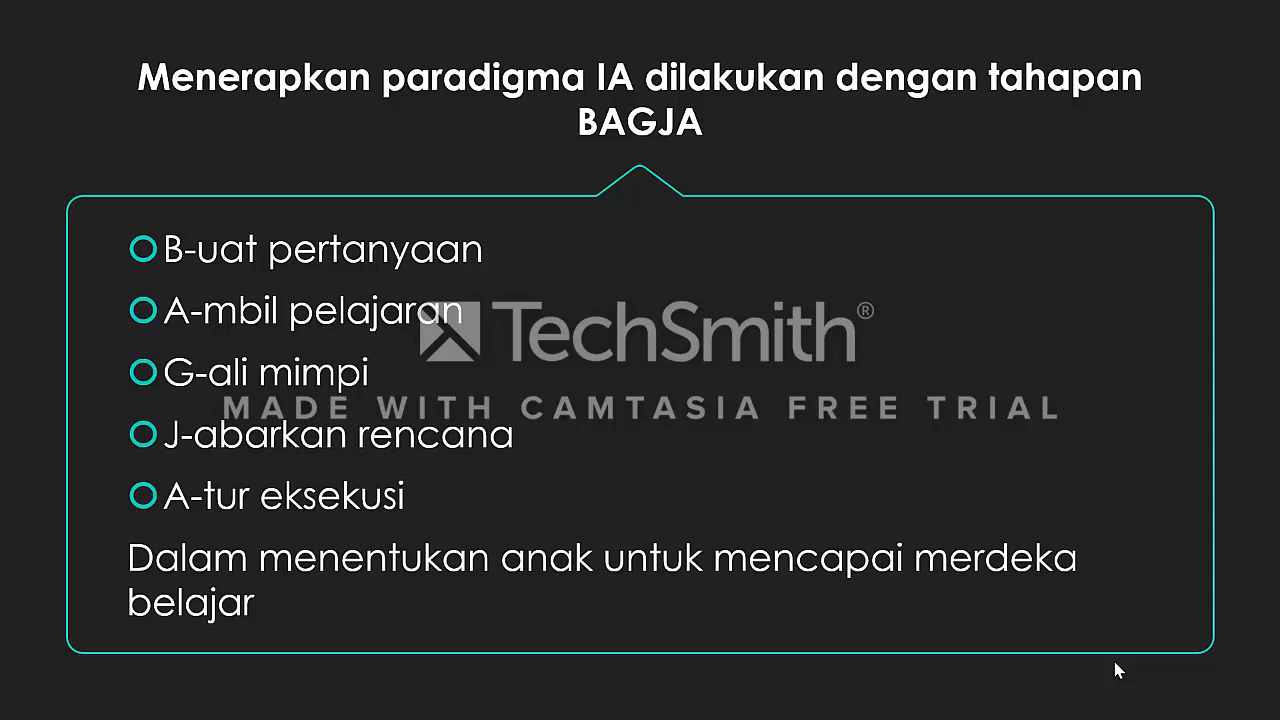 Menerapkan paradigma IA dilakukan dengan tahapan
BAGJA
B-uat pertanyaan
A-mbil pelajaran
TechSmith®
G-ali mimpi
MADE WITH CAMTASIA FREE TRIAL
J-abarkan rencana
A-tur eksekusi
Dalam menentukan anak untuk mencapai merdeka
belajar